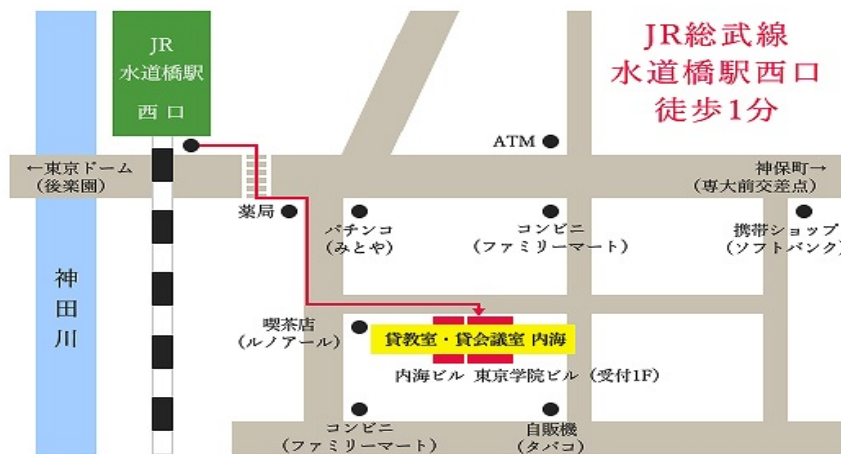 JR
水道橋駅
西口
JR総武線
水道橋駅西口
徒歩1分
ATM
←東京ドーム
(後楽園)
神保町→
(専大前交差点)
薬局
パチンコ
(みとや)
コンビニ
(ファミリーマート)
携帯ショップ
(ソフトバンク)
神田川
喫茶店
(ルノアール)
貸教室・貸会議室 内海
内海ビル 東京学院ビル (受付1F)
コンビニ
(ファミリーマート)
自販機
(タバコ)